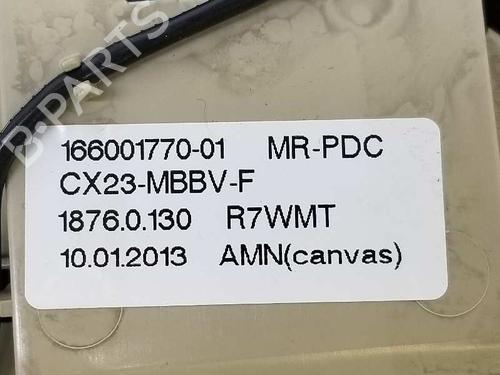 B-PARTS
166001770-01 MR-PDC
CX23-MBBV-F
1876.0.130 R7WMT
10.01.2013 AMN(canvas)